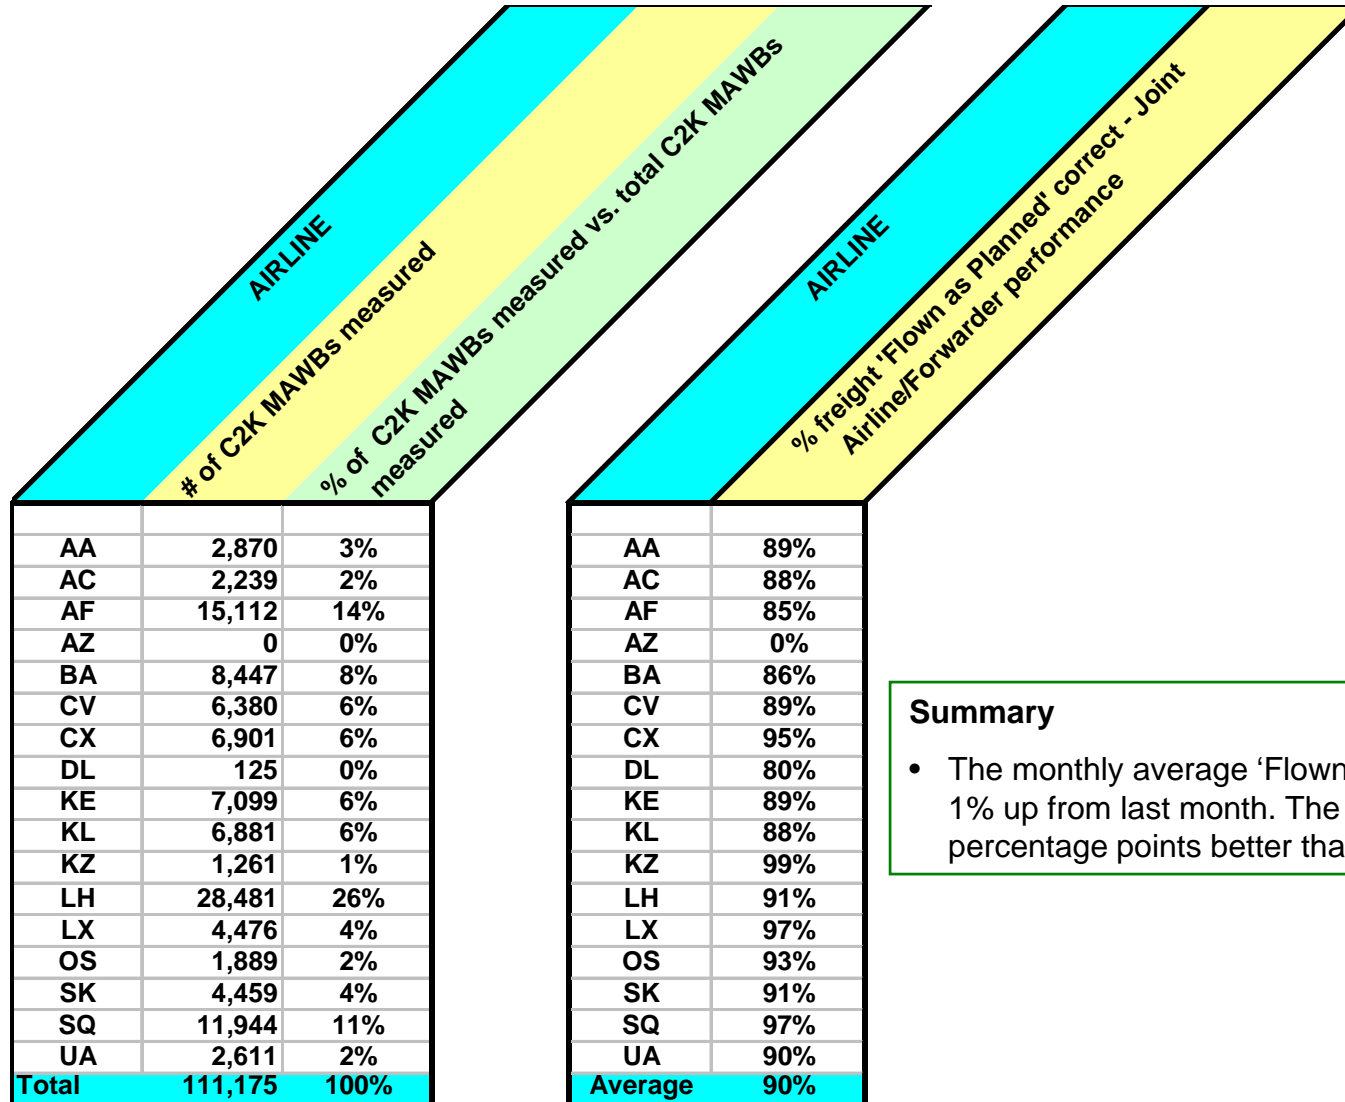 AIRLINE
# of C2K MAWBs measured
% of  C2K MAWBs measured vs. total C2K MAWBs
measured
AA 2,870 3%
AC 2,239 2%
AF 15,112 14%
AZ 0 0%
BA 8,447 8%
CV 6,380 6%
CX 6,901 6%
DL 125 0%
KE 7,099 6%
KL 6,881 6%
KZ 1,261 1%
LH 28,481 26%
LX 4,476 4%
OS 1,889 2%
SK 4,459 4%
SQ 11,944 11%
UA 2,611 2%
Total 111,175 100%
AIRLINE
% freight 'Flown as Planned' correct - Joint
Airline/Forwarder performance
AA 89%
AC 88%
AF 85%
AZ 0%
BA 86%
CV 89%
CX 95%
DL 80%
KE 89%
KL 88%
KZ 99%
LH 91%
LX 97%
OS 93%
SK 91%
SQ 97%
UA 90%
Average 90%
Summary
• The monthly average ‘Flown
1% up from last month. The
percentage points better tha